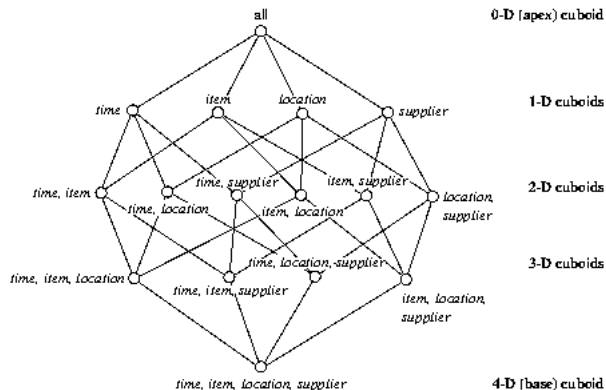 all
0-D (apex) cuboid
time
item
location
supplier
1-D cuboids
time, item
time, location
time, supplier
item, location
item, supplier
location,
supplier
2-D cuboids
time, item, location
time, item, supplier
time, location, supplier
item, location,
supplier
3-D cuboids
time, item, location, supplier
4-D (base) cuboid